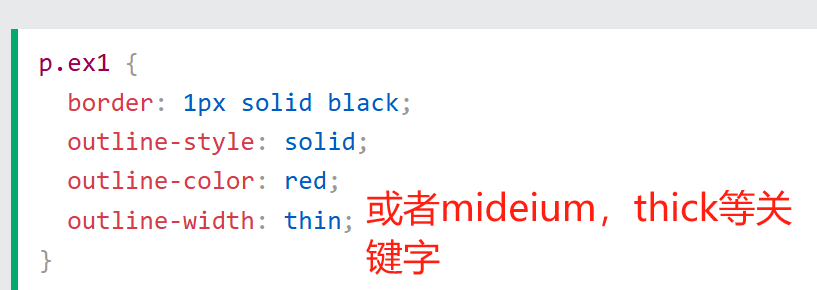 p.ex1 {
  border: 1px solid black;
  outline-style: solid;
  outline-color: red;
  outline-width: thin;
}
或者mideium，thick等关
键字